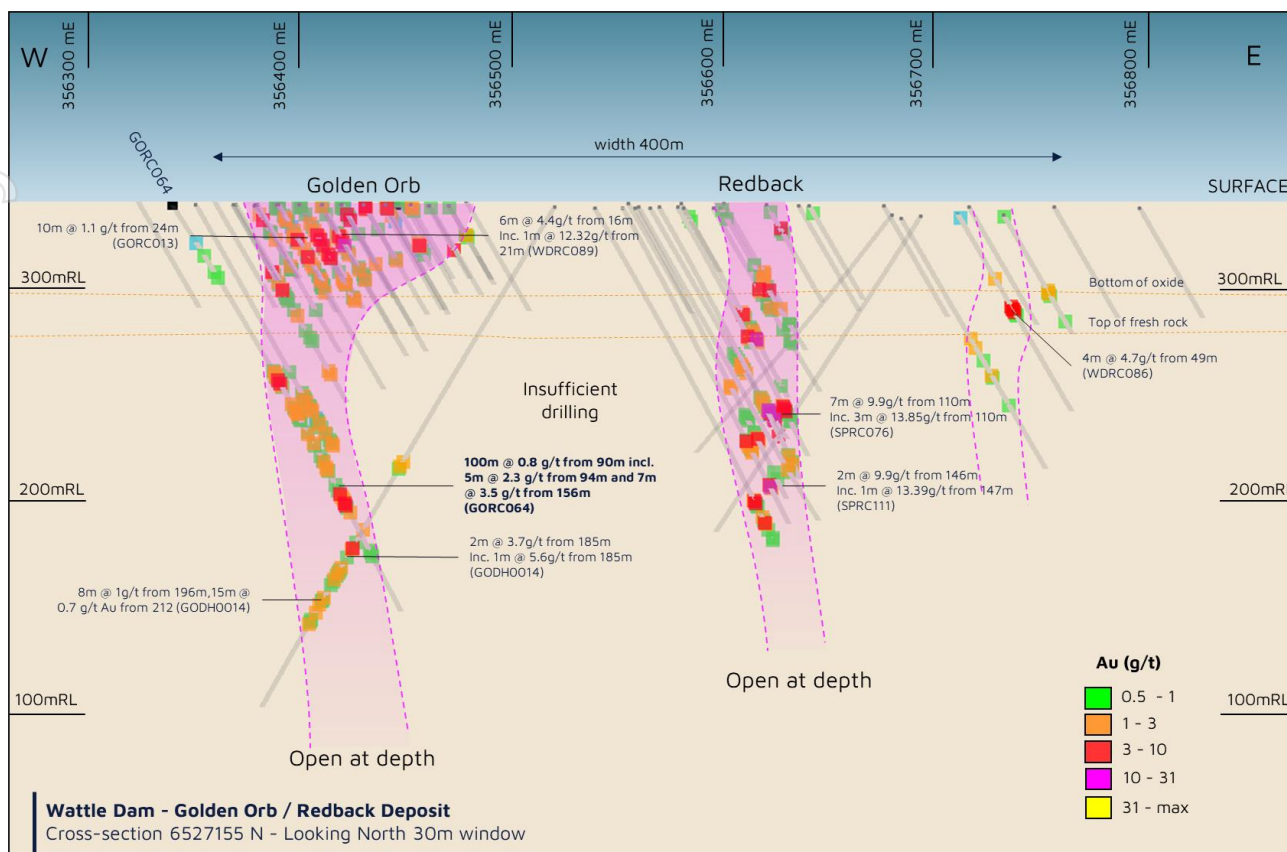 W
356300 mE
356400 mE
356500 mE
356600 mE
356700 mE
356800 mE
E
width 400m
GORC064
Golden Orb
Redback
SURFACE
10m @ 1.1 g/t from 24m
(GORC013)
6m @ 4.4g/t from 16m
Inc. 1m @ 12.32g/t from
21m (WDRC089)
300mRL
Bottom of oxide
300mRL
Top of fresh rock
4m @ 4.7g/t from 49m
(WDRC086)
Insufficient
drilling
7m @ 9.9g/t from 110m
Inc. 3m @ 13.85g/t from 110m
(SPRC076)
100m @ 0.8 g/t from 90m incl.
5m @ 2.3 g/t from 94m and 7m
@ 3.5 g/t from 156m
(GORC064)
2m @ 9.9g/t from 146m
Inc. 1m @ 13.39g/t from 147m
(SPRC111)
200mRL
200mRL
2m @ 3.7g/t from 185m
Inc. 1m @ 5.6g/t from 185m
(GODH0014)
8m @ 1g/t from 196m,15m @
0.7 g/t Au from 212 (GODH0014)
Au (g/t)
0.5 - 1
1 - 3
3 - 10
10 - 31
31 - max
Open at depth
100mRL
100mRL
Open at depth
Wattle Dam - Golden Orb / Redback Deposit
Cross-section 6527155 N - Looking North 30m window